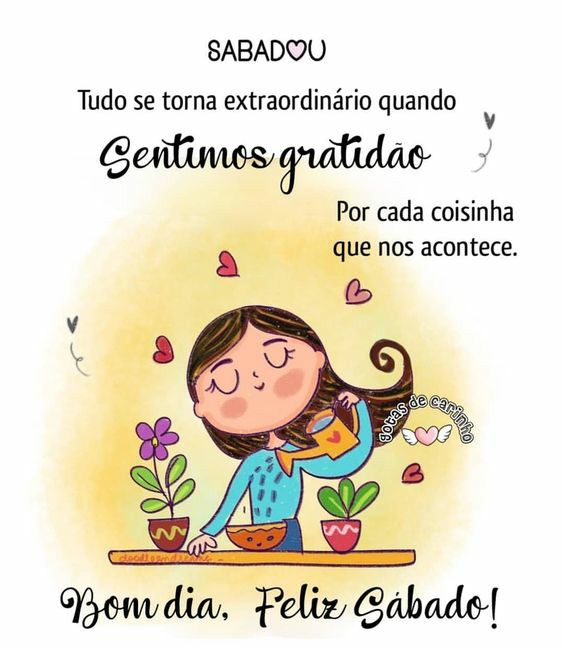 SABADOU
Tudo se torna extraordinário quando
Sentimos gratidão
Por cada coisinha
que nos acontece.
gotas de carinho
doodleandreams
Bom dia, Feliz Sábado!